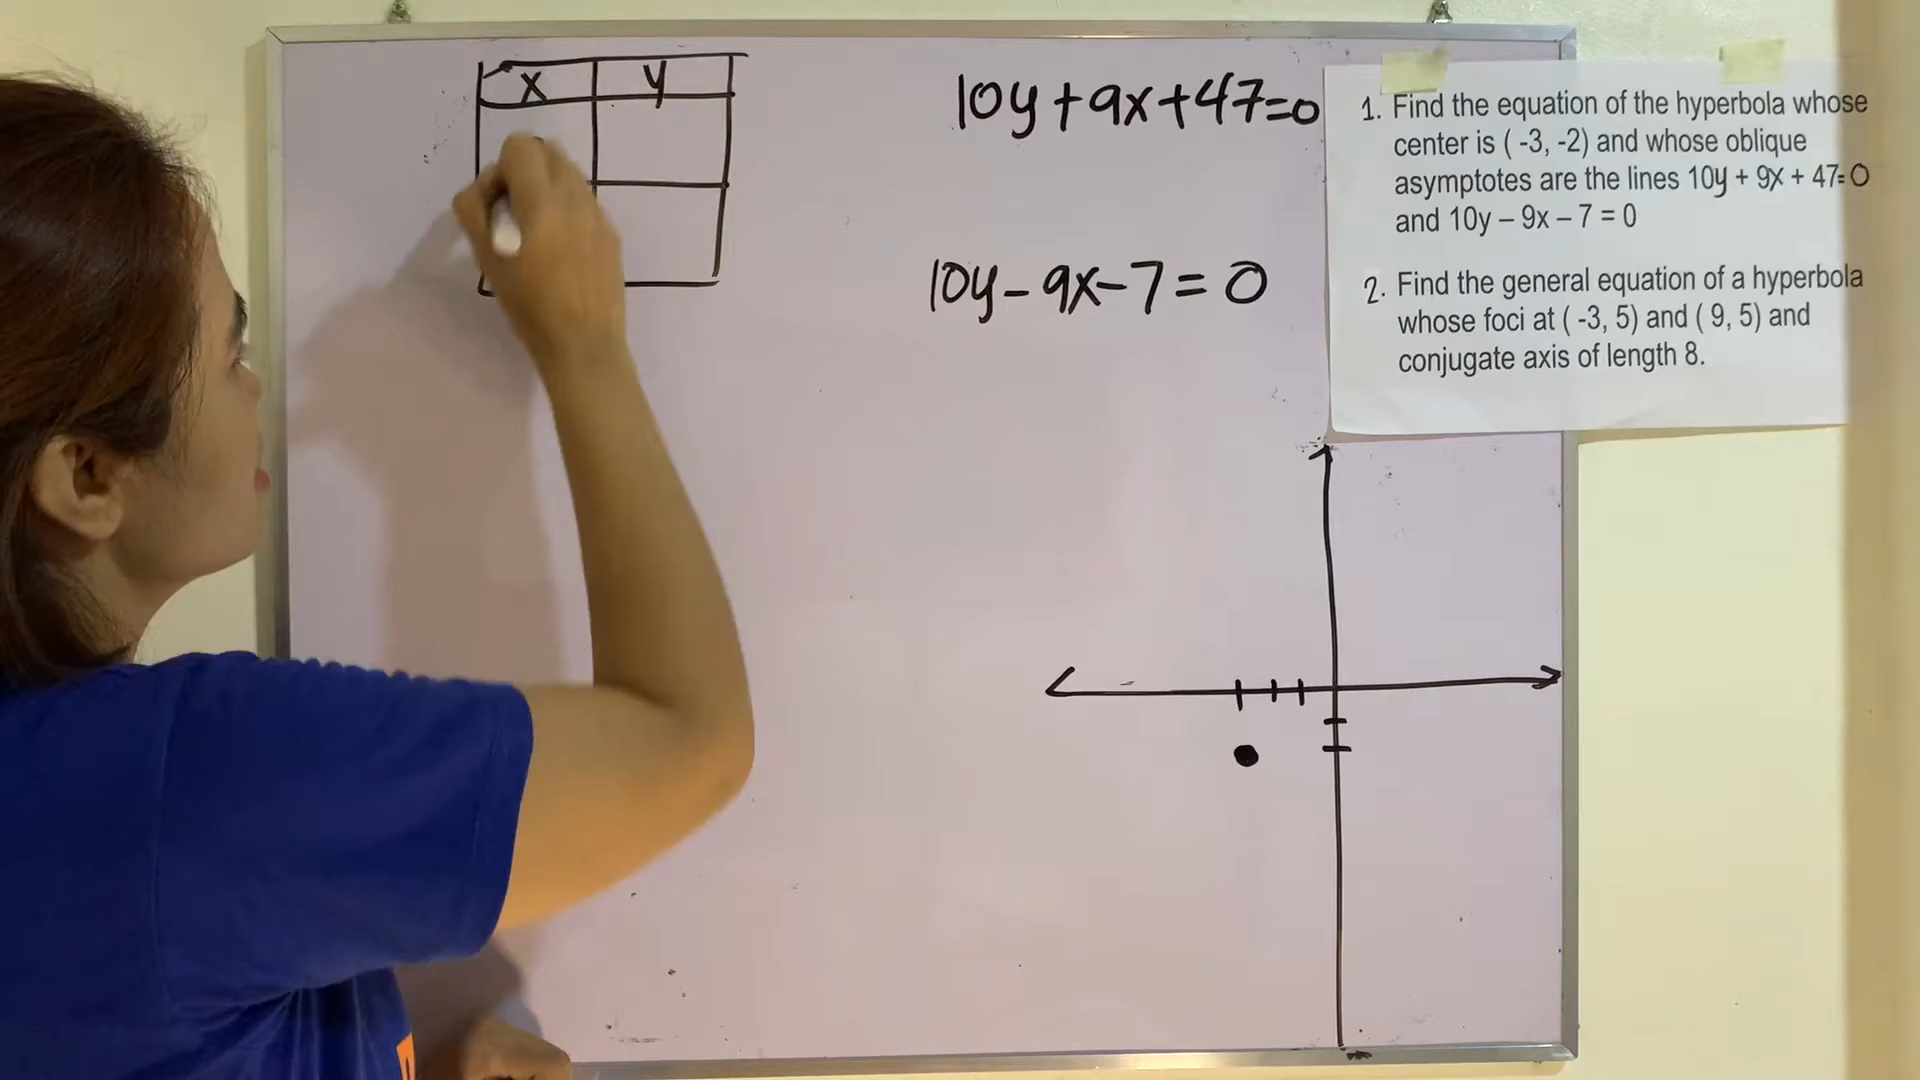 x y
10y+9x+47=0
10y-9x-7=0
1. Find the equation of the hyperbola whose
center is ( -3, -2) and whose oblique
asymptotes are the lines 10y + 9x + 47=0
and 10y – 9x – 7 = 0
2. Find the general equation of a hyperbola
whose foci at ( -3, 5) and ( 9, 5) and
conjugate axis of length 8.